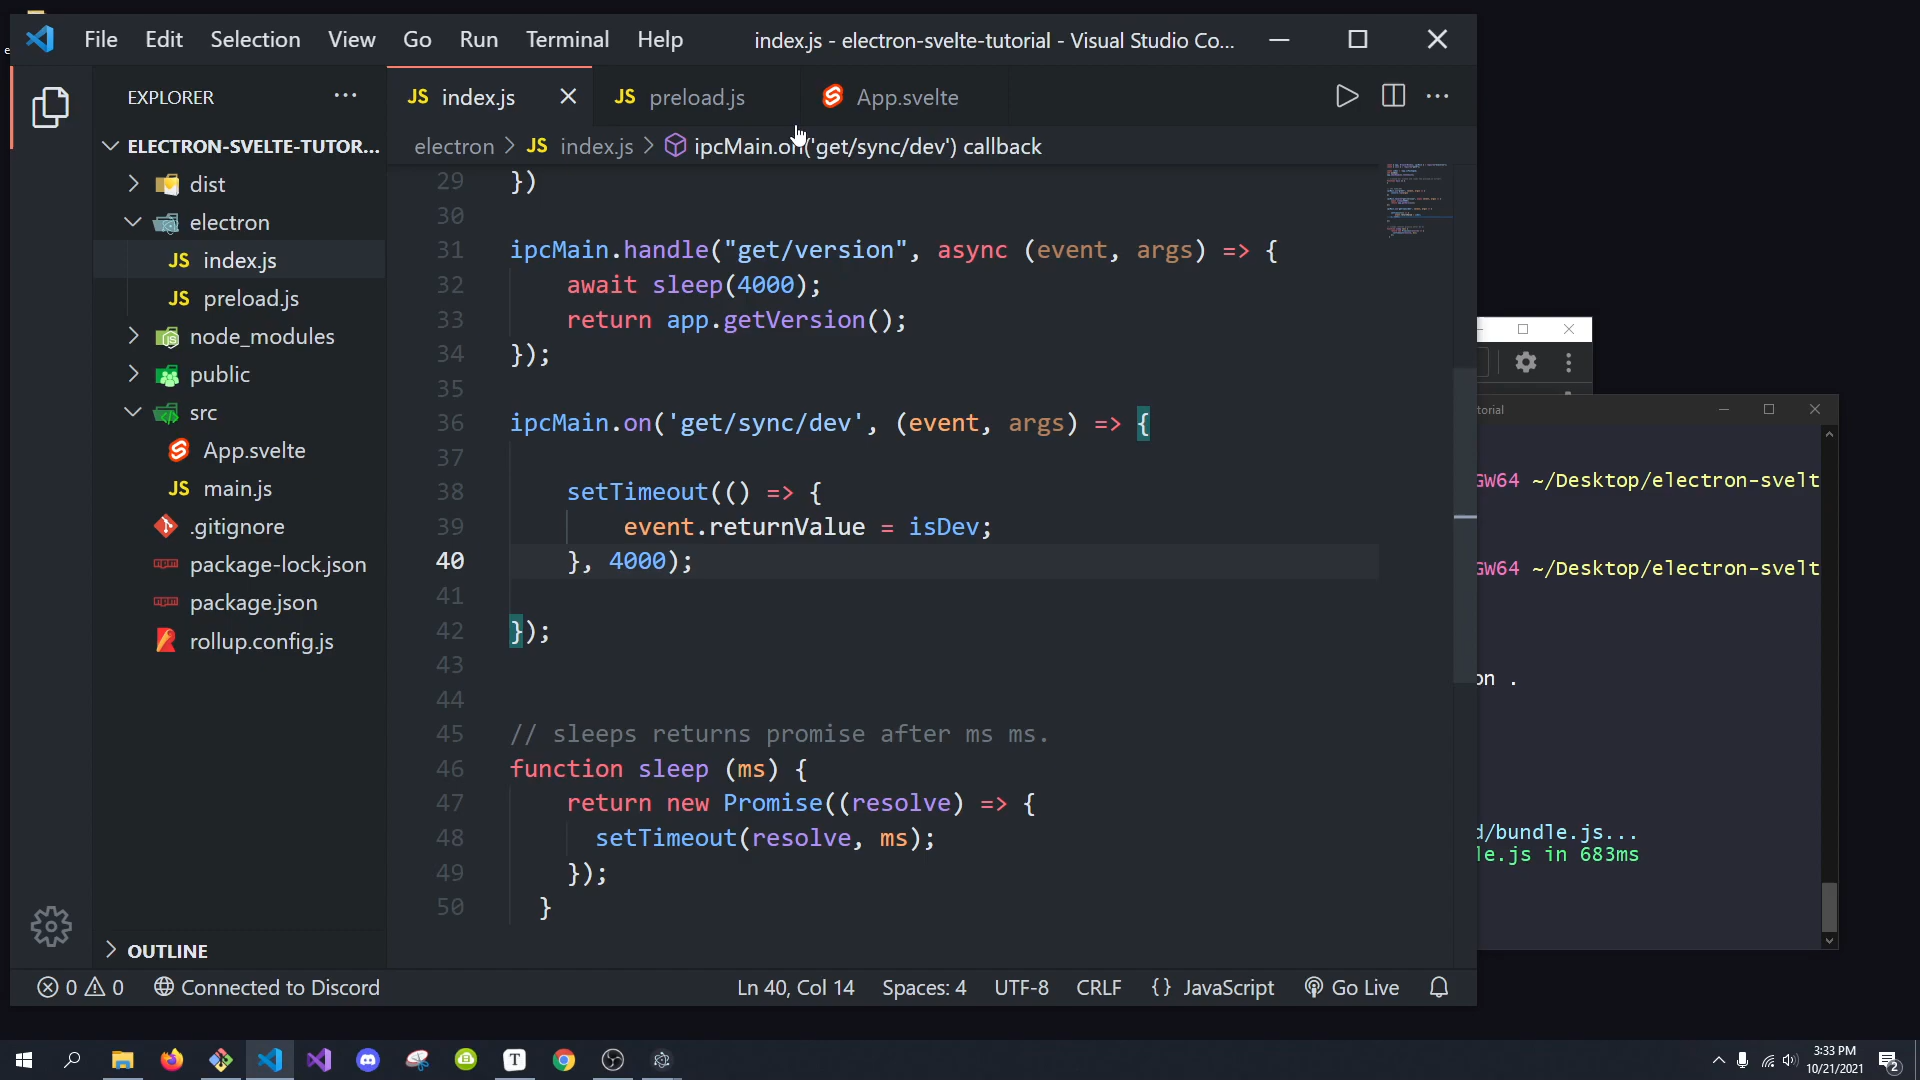 File Edit Selection View Go Run Terminal Help index.js - electron-svelte-tutorial - Visual Studio Co...
EXPLORER
JS index.js JS preload.js App.svelte
electron > JS index.js > ipcMain.on('get/sync/dev') callback
ELECTRON-SVELTE-TUTOR...
dist
electron
JS index.js
JS preload.js
node_modules
public
src
App.svelte
JS main.js
.gitignore
package-lock.json
package.json
rollup.config.js
OUTLINE
29 })
30
31 ipcMain.handle("get/version", async (event, args) => {
32 await sleep(4000);
33 return app.getVersion();
34 });
35
36 ipcMain.on('get/sync/dev', (event, args) => {
37
38 setTimeout(() => {
39 event.returnValue = isDev;
40 }, 4000);
41
42 });
43
44
45 // sleeps returns promise after ms ms.
46 function sleep (ms) {
47 return new Promise((resolve) => {
48 setTimeout(resolve, ms);
49 });
50 }
torial
GW64 ~/Desktop/electron-svelt
GW64 ~/Desktop/electron-svelt
on .
d/bundle.js...
le.js in 683ms
0 0 Connected to Discord Ln 40, Col 14 Spaces: 4 UTF-8 CRLF {} JavaScript Go Live
T
3:33 PM
10/21/2021
2